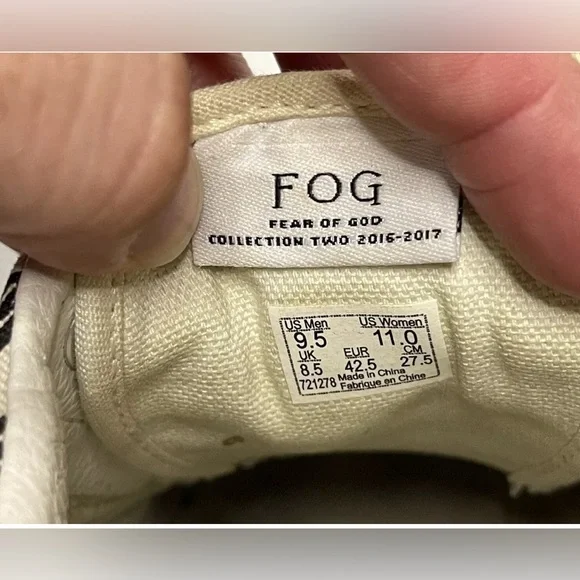 FOG
FEAR OF GOD
COLLECTION TWO 2016-2017
US Men US Women
9.5 11.0
UK EUR CM
8.5 42.5 27.5
721278 Made in China
Fabrique en Chine